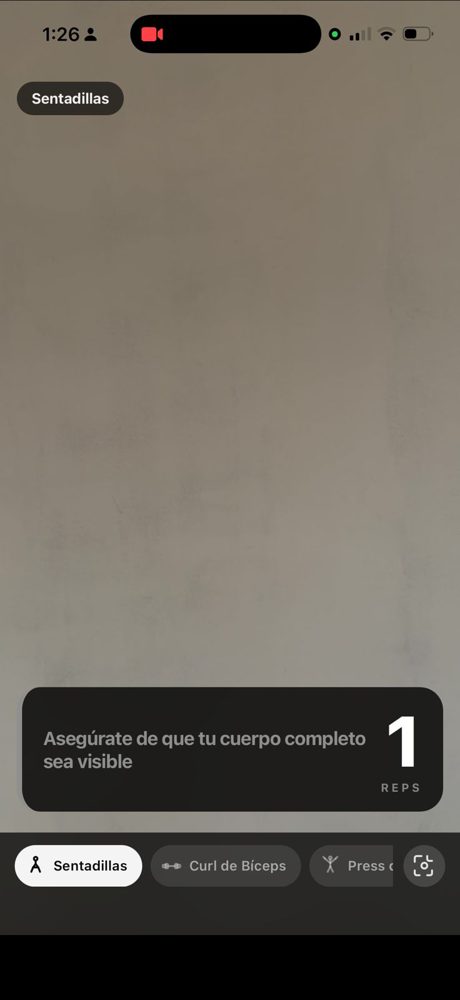 1:26
Sentadillas
Asegúrate de que tu cuerpo completo
sea visible
1
REPS
Sentadillas
Curl de Bíceps
Press